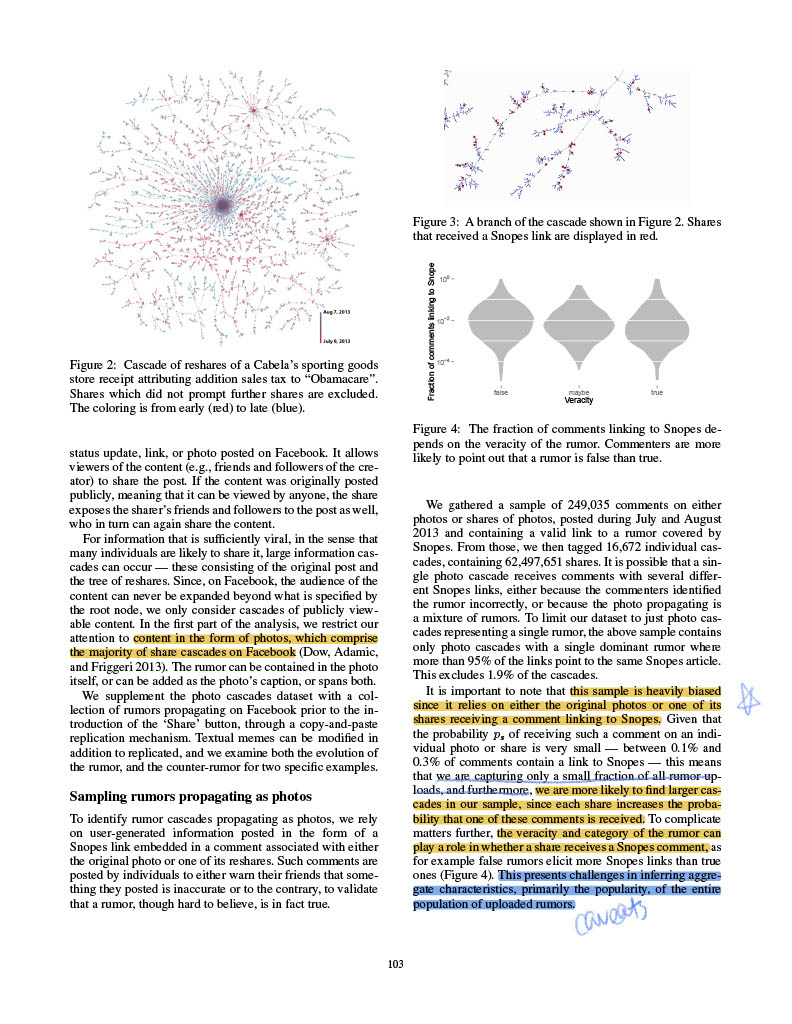 Aug 7, 2013
July 9, 2013
Figure 2: Cascade of reshares of a Cabela's sporting goods
store receipt attributing addition sales tax to “Obamacare”.
Shares which did not prompt further shares are excluded.
The coloring is from early (red) to late (blue).
status update, link, or photo posted on Facebook. It allows
viewers of the content (e.g., friends and followers of the cre-
ator) to share the post. If the content was originally posted
publicly, meaning that it can be viewed by anyone, the share
exposes the sharer's friends and followers to the post as well,
who in turn can again share the content.
For information that is sufficiently viral, in the sense that
many individuals are likely to share it, large information cas-
cades can occur — these consisting of the original post and
the tree of reshares. Since, on Facebook, the audience of the
content can never be expanded beyond what is specified by
the root node, we only consider cascades of publicly view-
able content. In the first part of the analysis, we restrict our
attention to content in the form of photos, which comprise
the majority of share cascades on Facebook (Dow, Adamic,
and Friggeri 2013). The rumor can be contained in the photo
itself, or can be added as the photo's caption, or spans both.
We supplement the photo cascades dataset with a col-
lection of rumors propagating on Facebook prior to the in-
troduction of the ‘Share’ button, through a copy-and-paste
replication mechanism. Textual memes can be modified in
addition to replicated, and we examine both the evolution of
the rumor, and the counter-rumor for two specific examples.
Sampling rumors propagating as photos
To identify rumor cascades propagating as photos, we rely
on user-generated information posted in the form of a
Snopes link embedded in a comment associated with either
the original photo or one of its reshares. Such comments are
posted by individuals to either warn their friends that some-
thing they posted is inaccurate or to the contrary, to validate
that a rumor, though hard to believe, is in fact true.
Figure 3: A branch of the cascade shown in Figure 2. Shares
that received a Snopes link are displayed in red.
Fraction of comments linking to Snope
false maybe true
Veracity
Figure 4: The fraction of comments linking to Snopes de-
pends on the veracity of the rumor. Commenters are more
likely to point out that a rumor is false than true.
We gathered a sample of 249,035 comments on either
photos or shares of photos, posted during July and August
2013 and containing a valid link to a rumor covered by
Snopes. From those, we then tagged 16,672 individual cas-
cades, containing 62,497,651 shares. It is possible that a sin-
gle photo cascade receives comments with several differ-
ent Snopes links, either because the commenters identified
the rumor incorrectly, or because the photo propagating is
a mixture of rumors. To limit our dataset to just photo cas-
cades representing a single rumor, the above sample contains
only photo cascades with a single dominant rumor where
more than 95% of the links point to the same Snopes article.
This excludes 1.9% of the cascades.
It is important to note that this sample is heavily biased
since it relies on either the original photos or one of its
shares receiving a comment linking to Snopes. Given that
the probability pₛ of receiving such a comment on an indi-
vidual photo or share is very small — between 0.1% and
0.3% of comments contain a link to Snopes — this means
that we are capturing only a small fraction of all rumor up-
loads, and furthermore, we are more likely to find larger cas-
cades in our sample, since each share increases the proba-
bility that one of these comments is received. To complicate
matters further, the veracity and category of the rumor can
play a role in whether a share receives a Snopes comment, as
for example false rumors elicit more Snopes links than true
ones (Figure 4). This presents challenges in inferring aggre-
gate characteristics, primarily the popularity, of the entire
population of uploaded rumors.
caveats
103